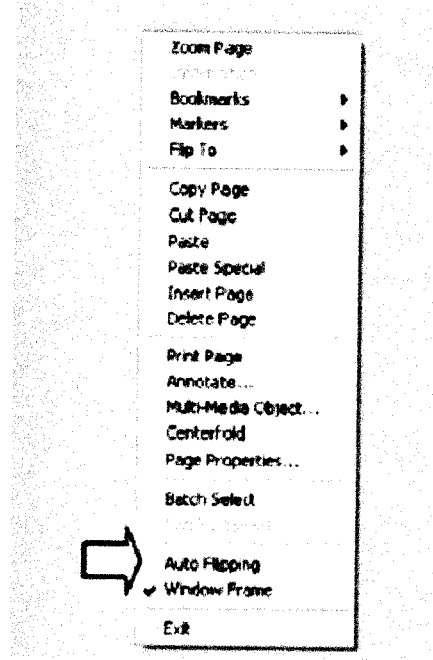 Zoom Page
Bookmarks
Markers
Flip To
Copy Page
Cut Page
Paste
Paste Special
Insert Page
Delete Page
Print Page
Annotate...
Multi-Media Object...
Centerfold
Page Properties...
Batch Select
Auto Flipping
Window Frame
Exit